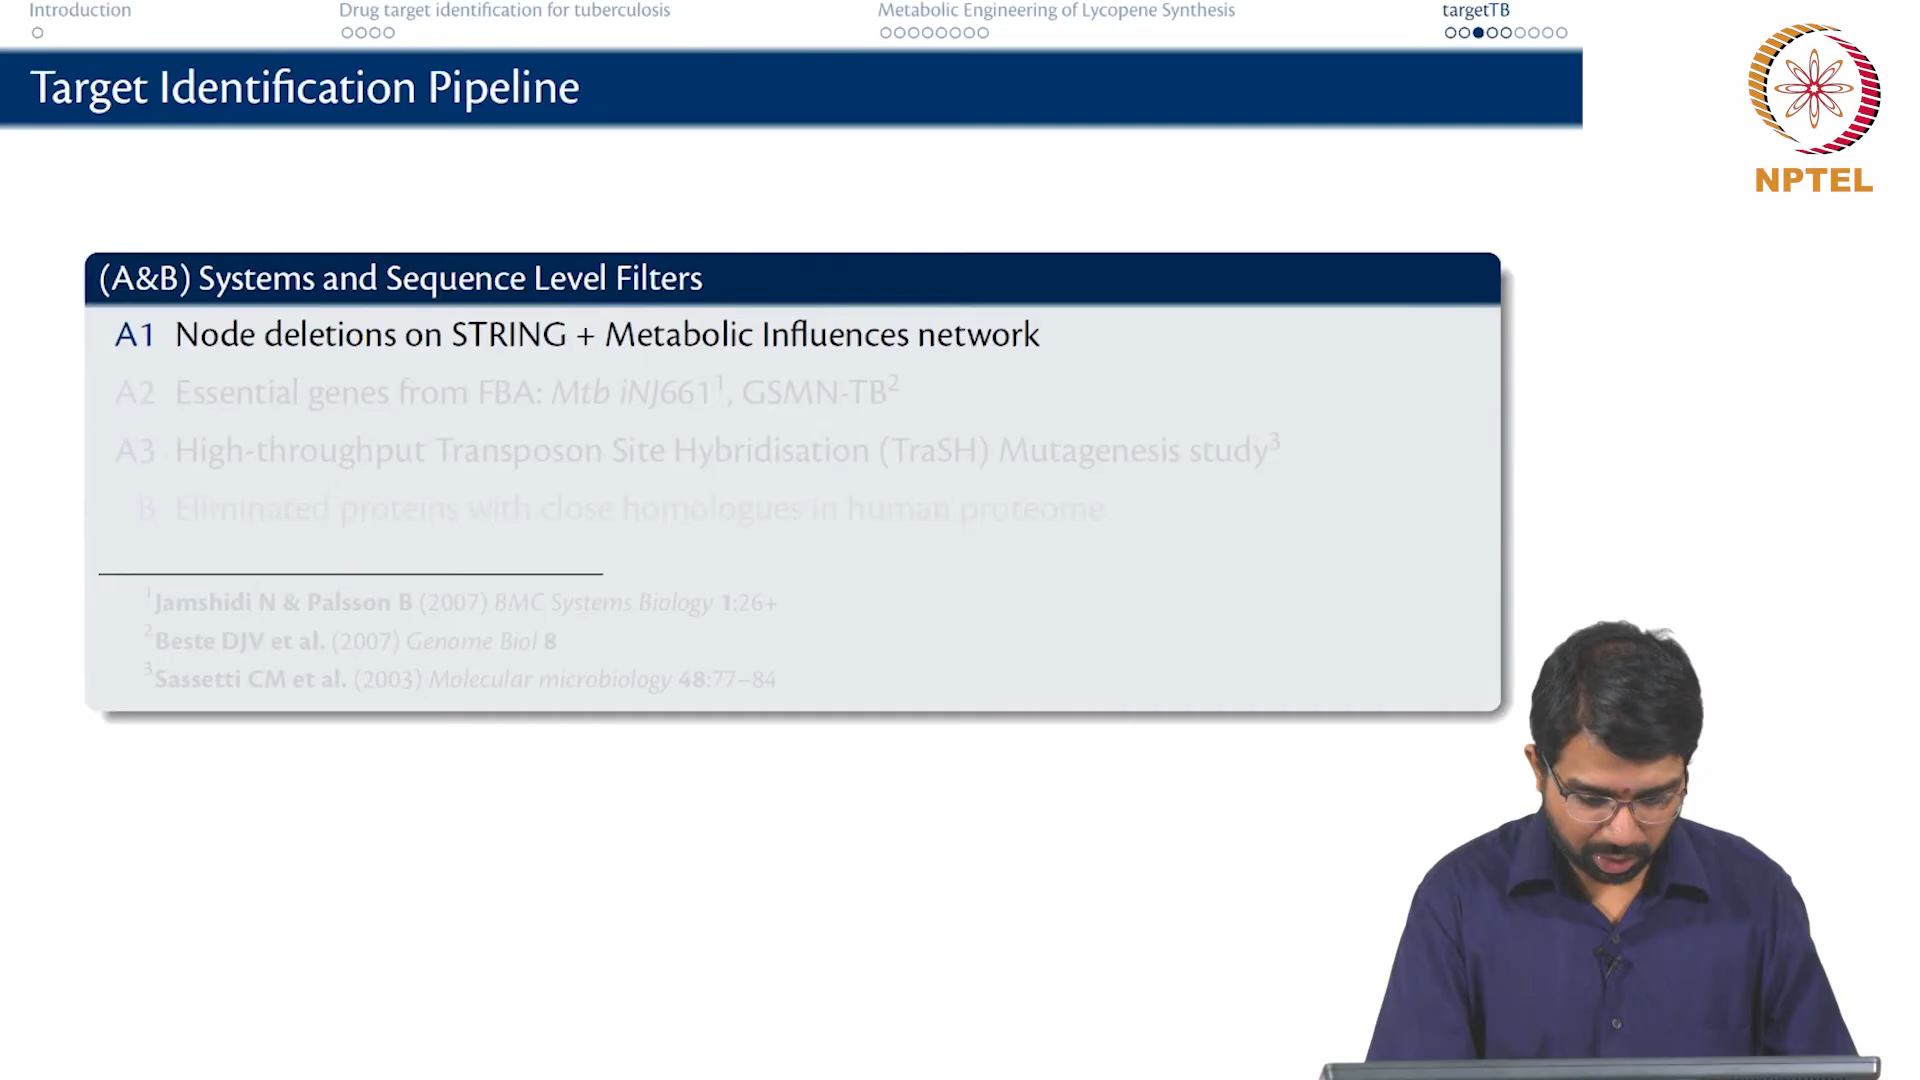 Introduction
Drug target identification for tuberculosis
Metabolic Engineering of Lycopene Synthesis
targetTB
Target Identification Pipeline
NPTEL
(A&B) Systems and Sequence Level Filters
A1 Node deletions on STRING + Metabolic Influences network
A2 Essential genes from FBA: Mtb iNJ661¹, GSMN-TB²
A3 High-throughput Transposon Site Hybridisation (TraSH) Mutagenesis study³
B Eliminated proteins with close homologues in human proteome
¹Jamshidi N & Palsson B (2007) BMC Systems Biology 1:26+
²Beste DJV et al. (2007) Genome Biol 8
³Sassetti CM et al. (2003) Molecular microbiology 48:77–84